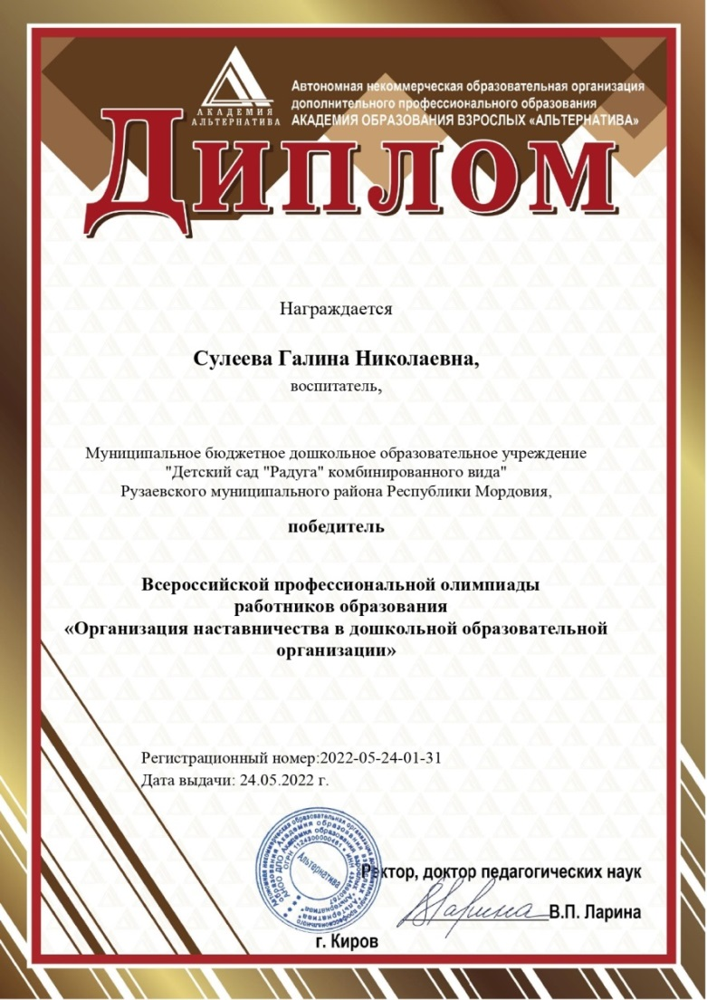 АКАДЕМИЯ
АЛЬТЕРНАТИВА
Автономная некоммерческая образовательная организация
дополнительного профессионального образования
АКАДЕМИЯ ОБРАЗОВАНИЯ ВЗРОСЛЫХ «АЛЬТЕРНАТИВА»
Диплом
Награждается
Сулеева Галина Николаевна,
воспитатель,
Муниципальное бюджетное дошкольное образовательное учреждение
"Детский сад "Радуга" комбинированного вида"
Рузаевского муниципального района Республики Мордовия,
победитель
Всероссийской профессиональной олимпиады
работников образования
«Организация наставничества в дошкольной образовательной
организации»
Регистрационный номер:2022-05-24-01-31
Дата выдачи: 24.05.2022 г.
Альтернатива
Ректор, доктор педагогических наук
В.П. Ларина
г. Киров